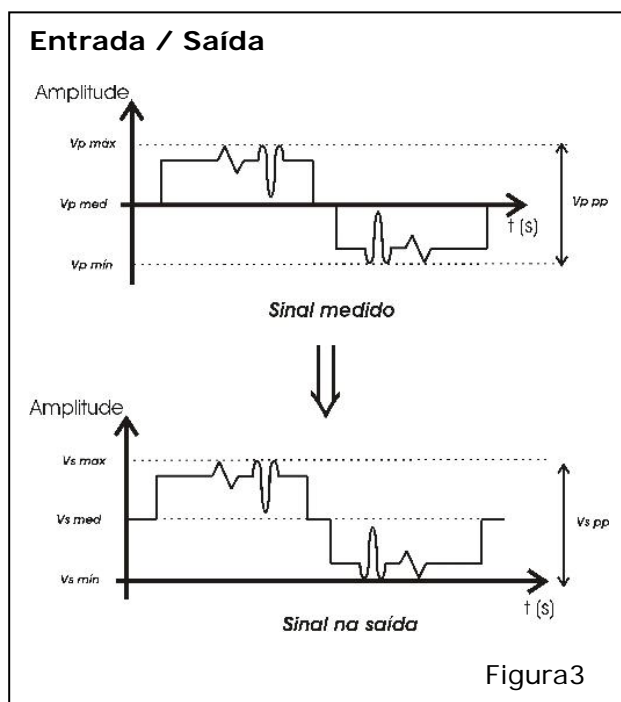 Entrada / Saída
Amplitude
Vp máx
Vp med
Vp pp
t (s)
Vp mín
Sinal medido
Amplitude
Vs max
Vs med
Vs pp
Vs mín
t (s)
Sinal na saída
Figura3